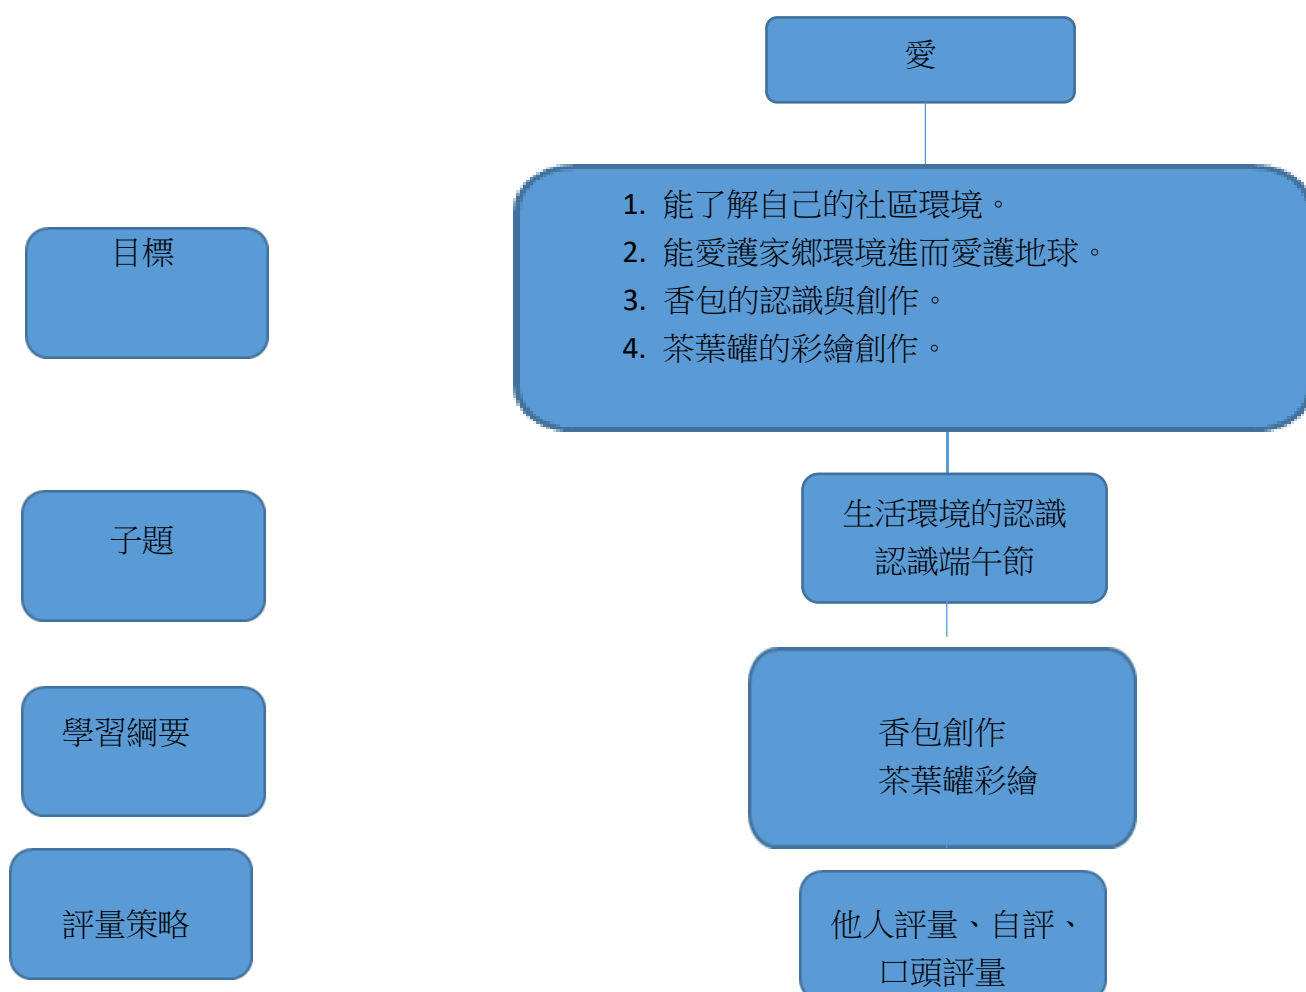 愛
目標
1. 能了解自己的社區環境。
2. 能愛護家鄉環境進而愛護地球。
3. 香包的認識與創作。
4. 茶葉罐的彩繪創作。
子題
生活環境的認識
認識端午節
學習綱要
香包創作
茶葉罐彩繪
評量策略
他人評量、自評、
口頭評量